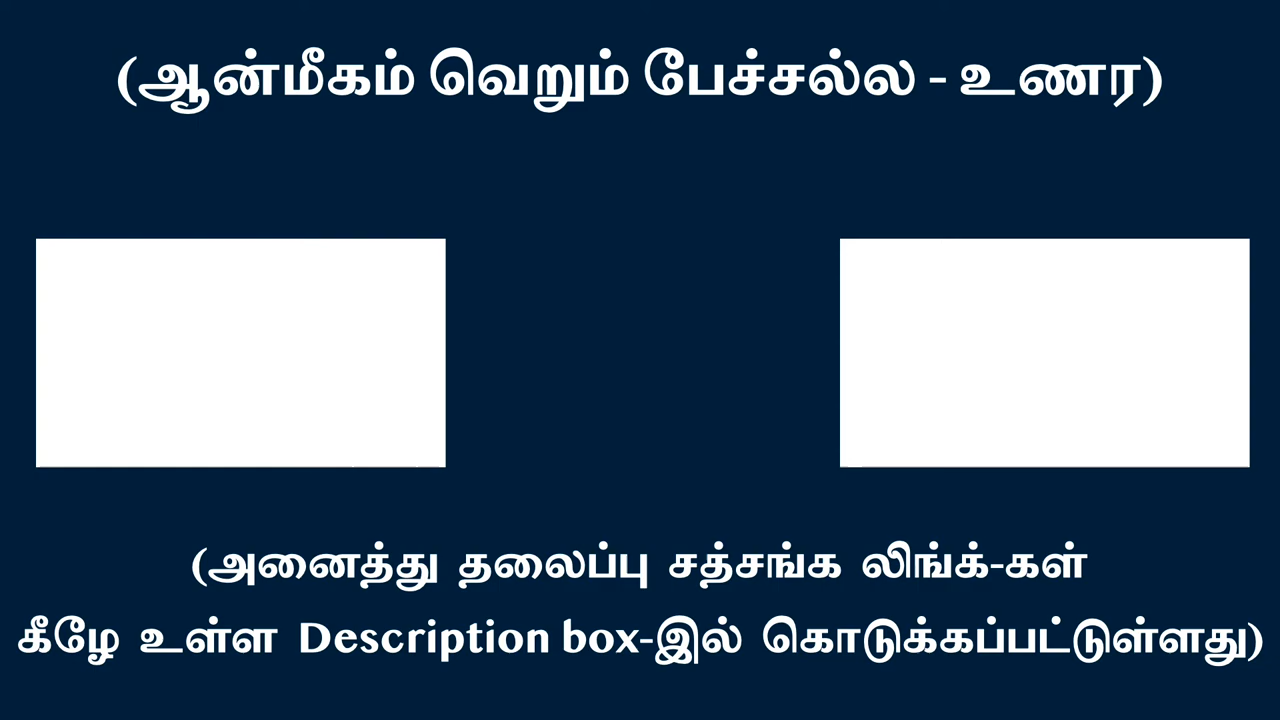 (ஆன்மீகம் வெறும் பேச்சல்ல - உணர)
(அனைத்து தலைப்பு சத்சங்க லிங்க்-கள்
கீழே உள்ள Description box-இல் கொடுக்கப்பட்டுள்ளது)